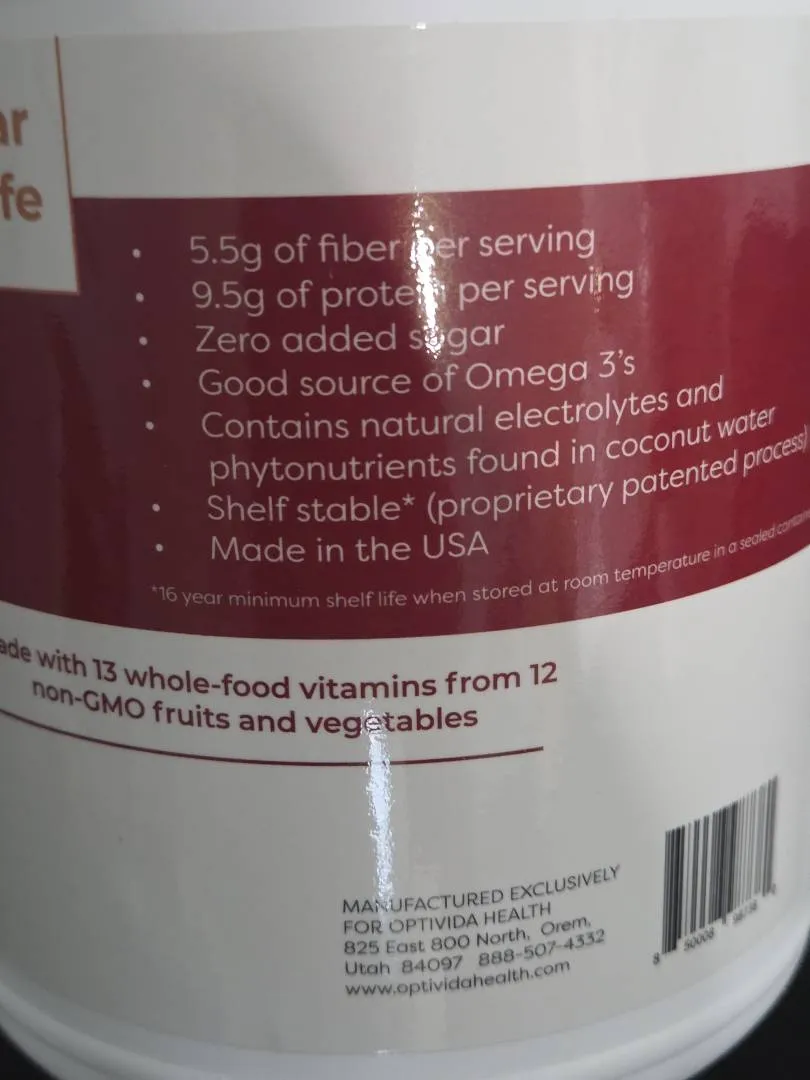 ar
fe
• 5.5g of fiber per serving
• 9.5g of protein per serving
• Zero added sugar
• Good source of Omega 3's
• Contains natural electrolytes and
phytonutrients found in coconut water
• Shelf stable* (proprietary patented process)
• Made in the USA
*16 year minimum shelf life when stored at room temperature in a sealed
ade with 13 whole-food vitamins from 12
non-GMO fruits and vegetables
MANUFACTURED EXCLUSIVELY
FOR OPTIVIDA HEALTH
825 East 800 North, Orem,
Utah 84097 888-507-4332
www.optividahealth.com
8 50008